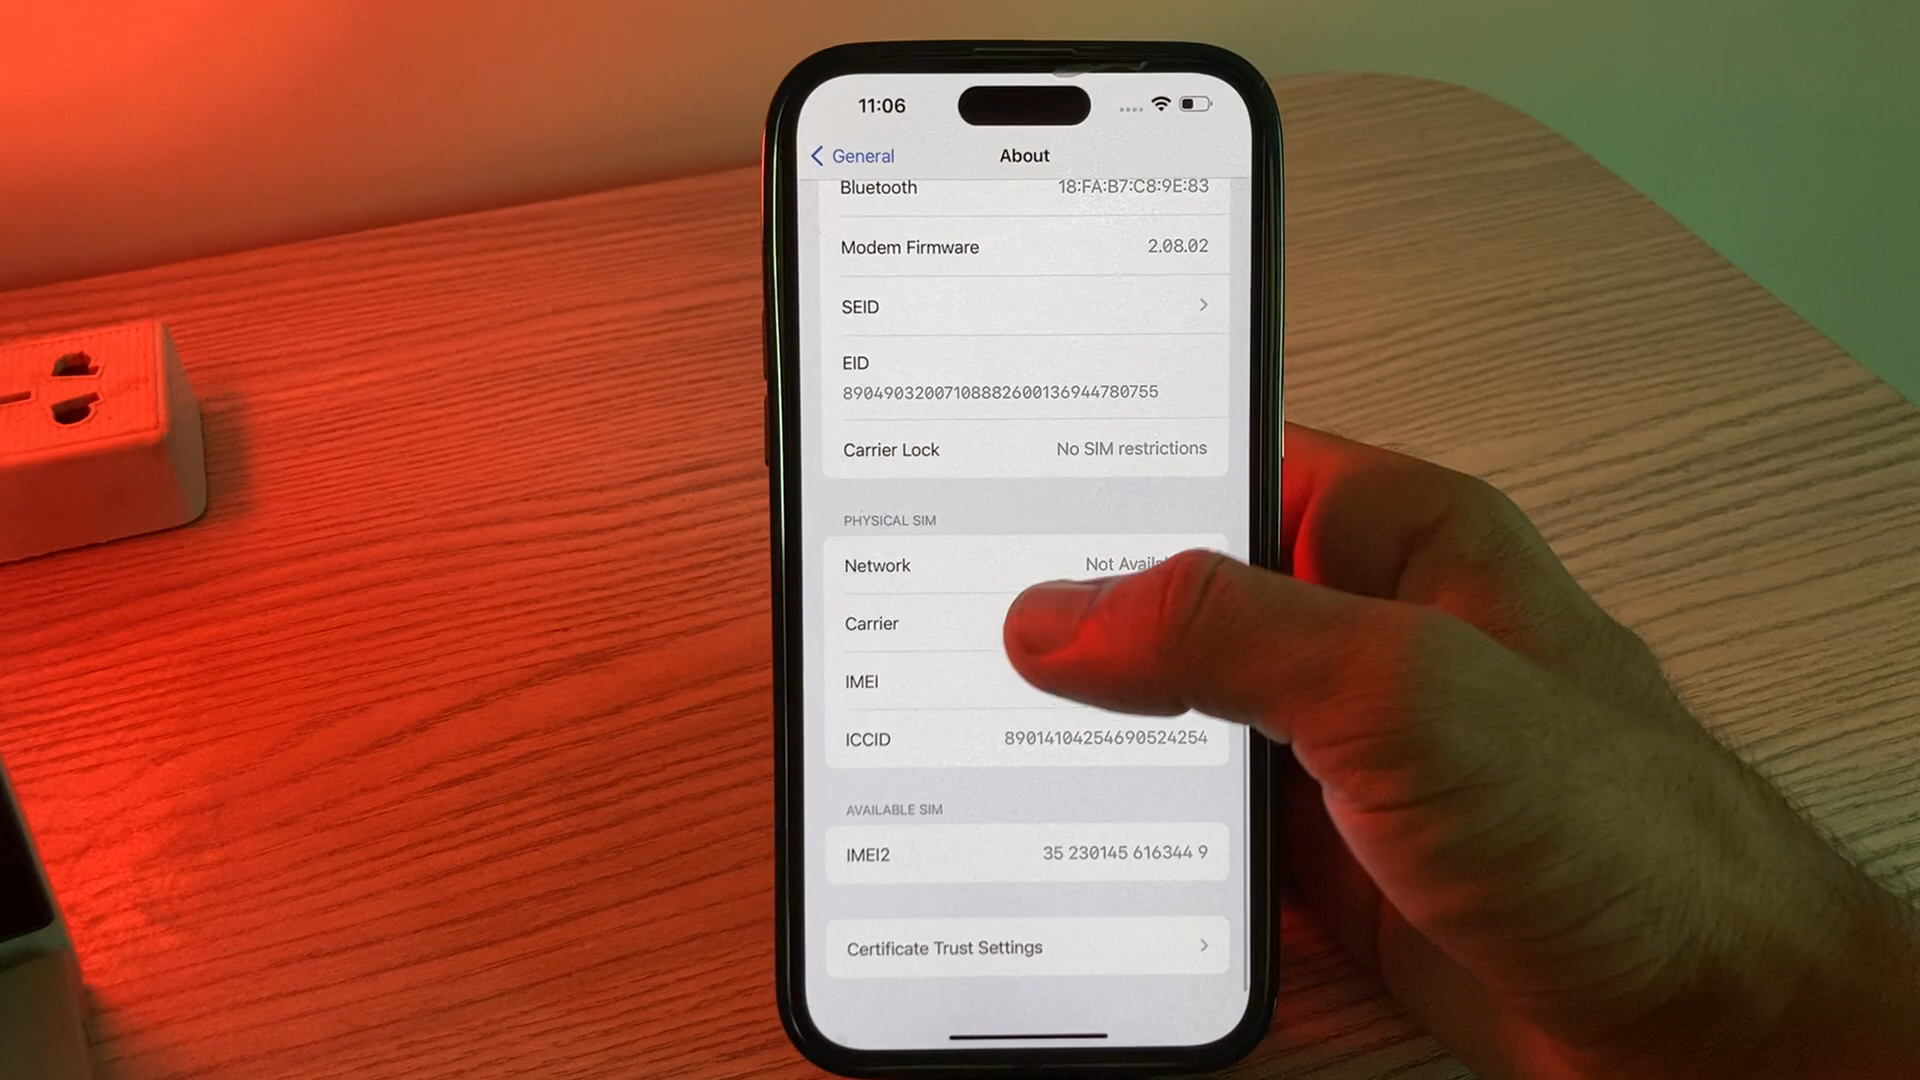 11:06
General
About
Bluetooth 18:FA:B7:C8:9E:83
Modem Firmware 2.08.02
SEID
EID
89049032007108882600136944780755
Carrier Lock No SIM restrictions
PHYSICAL SIM
Network Not
Carrier
IMEI
ICCID 89014104254690524254
AVAILABLE SIM
IMEI2 35 230145 616344 9
Certificate Trust Settings